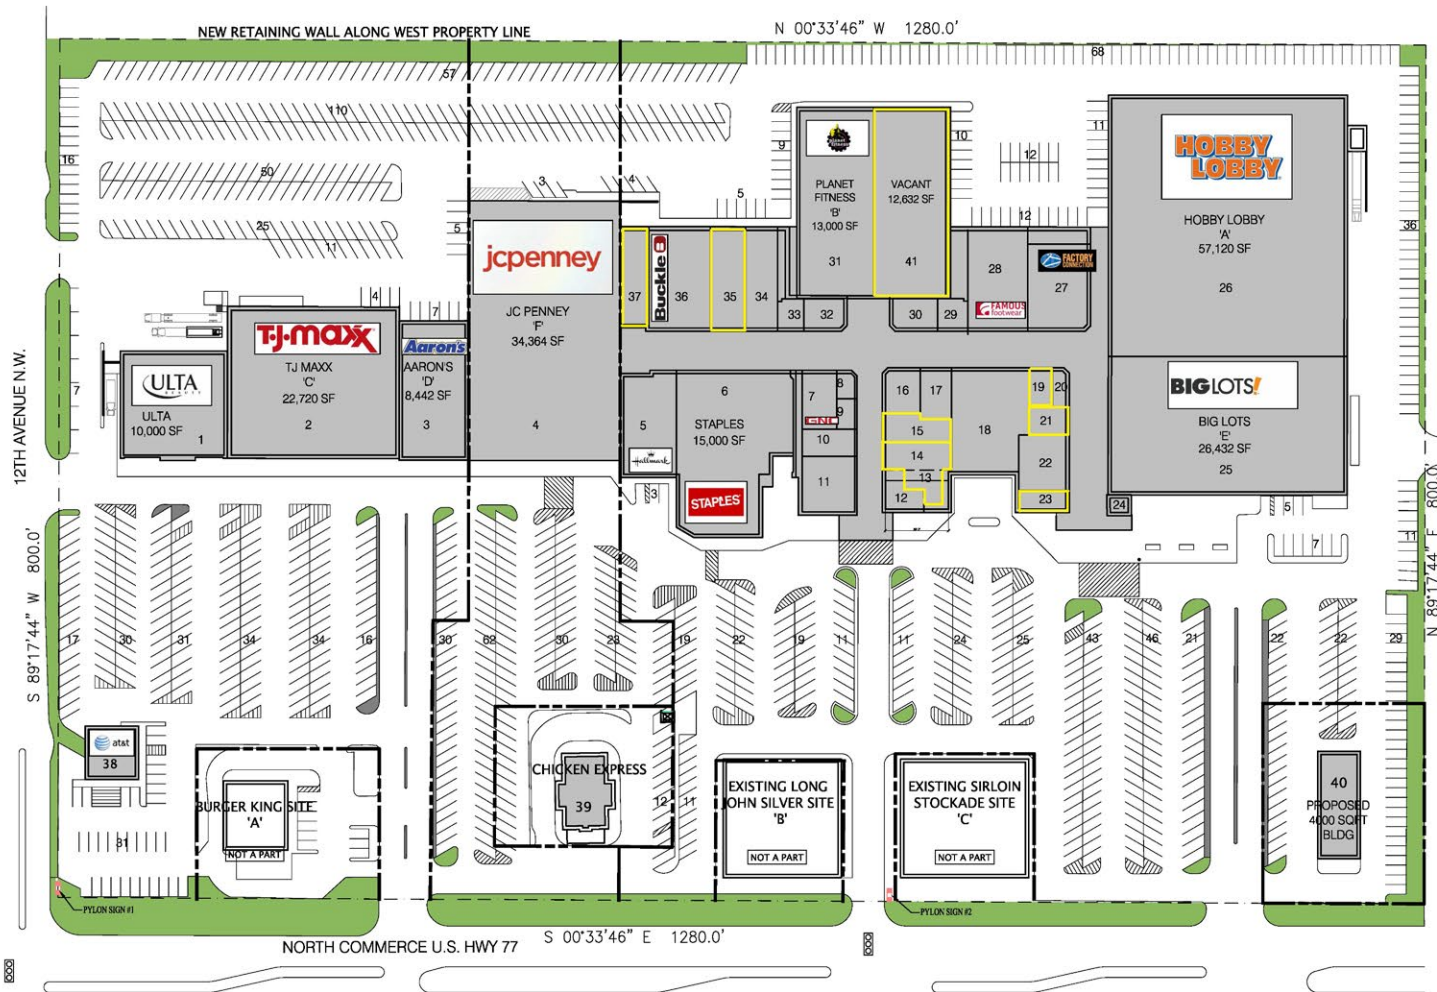 NEW RETAINING WALL ALONG WEST PROPERTY LINE
N 00°33'46" W 1280.0'
68
57
110
16
50
25
11
5
3
4
5
9
10
11
12
12
36
PLANET
FITNESS
'B'
13,000 SF
31
VACANT
12,632 SF
41
HOBBY
LOBBY
HOBBY LOBBY
'A'
57,120 SF
26
jcpenney
JC PENNEY
'F'
34,364 SF
4
37
Buckle
36
35
34
33
32
30
29
28
FAMOUS
footwear
FACTORY
CONNECTION
27
4
7
T.J.maxx
TJ MAXX
'C'
22,720 SF
2
Aaron's
AARON'S
'D'
8,442 SF
3
ULTA
BEAUTY
ULTA
10,000 SF
1
12TH AVENUE N.W.
7
5
Hallmark
6
STAPLES
15,000 SF
STAPLES
7
8
9
GNC
10
11
16
17
15
14
13
12
18
19
20
21
22
23
24
BIG LOTS!
BIG LOTS
'E'
26,432 SF
25
3
5
7
11
S 89°17'44" W 800.0'
N 89°17'44" E 800.0'
17
30
31
34
34
16
30
62
30
23
19
22
19
11
11
24
25
43
46
21
22
22
29
at&t
38
31
BURGER KING SITE
'A'
NOT A PART
CHICKEN EXPRESS
39
12
11
EXISTING LONG
JOHN SILVER SITE
'B'
NOT A PART
EXISTING SIRLOIN
STOCKADE SITE
'C'
NOT A PART
40
PROPOSED
4000 SQFT
BLDG
PYLON SIGN #1
PYLON SIGN #2
NORTH COMMERCE U.S. HWY 77
S 00°33'46" E 1280.0'